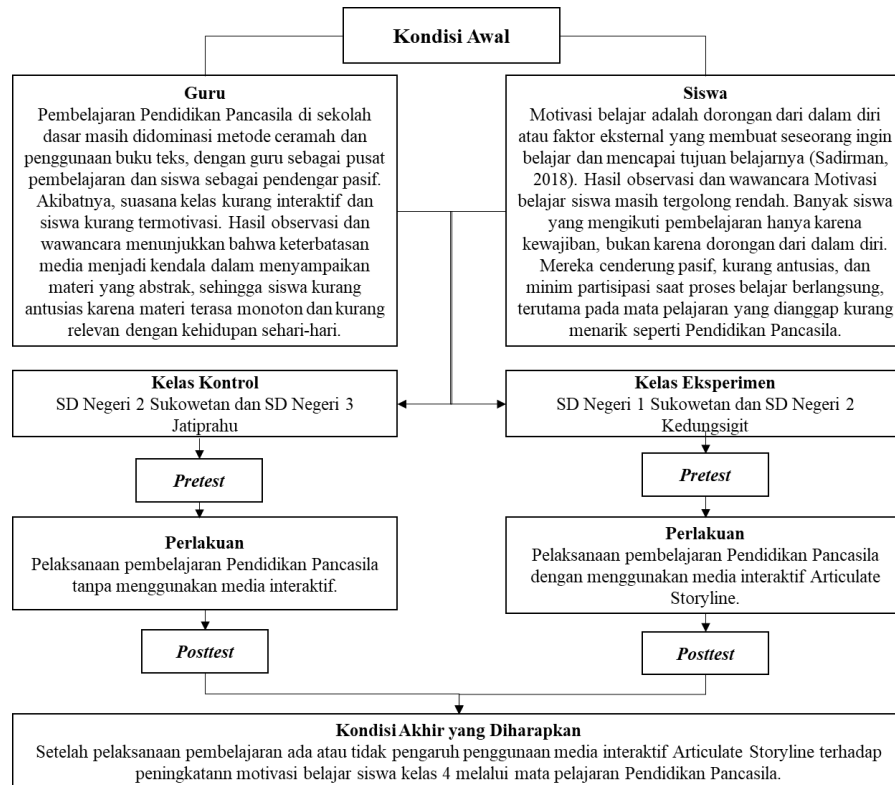 Kondisi Awal
Guru
Pembelajaran Pendidikan Pancasila di sekolah
dasar masih didominasi metode ceramah dan
penggunaan buku teks, dengan guru sebagai pusat
pembelajaran dan siswa sebagai pendengar pasif.
Akibatnya, suasana kelas kurang interaktif dan
siswa kurang termotivasi. Hasil observasi dan
wawancara menunjukkan bahwa keterbatasan
media menjadi kendala dalam menyampaikan
materi yang abstrak, sehingga siswa kurang
antusias karena materi terasa monoton dan kurang
relevan dengan kehidupan sehari-hari.
Siswa
Motivasi belajar adalah dorongan dari dalam diri
atau faktor eksternal yang membuat seseorang ingin
belajar dan mencapai tujuan belajarnya (Sadirman,
2018). Hasil observasi dan wawancara Motivasi
belajar siswa masih tergolong rendah. Banyak siswa
yang mengikuti pembelajaran hanya karena
kewajiban, bukan karena dorongan dari dalam diri.
Mereka cenderung pasif, kurang antusias, dan
minim partisipasi saat proses belajar berlangsung,
terutama pada mata pelajaran yang dianggap kurang
menarik seperti Pendidikan Pancasila.
Kelas Kontrol
SD Negeri 2 Sukowetan dan SD Negeri 3
Jatiprahu
Kelas Eksperimen
SD Negeri 1 Sukowetan dan SD Negeri 2
Kedungsigit
Pretest
Pretest
Perlakuan
Pelaksanaan pembelajaran Pendidikan Pancasila
tanpa menggunakan media interaktif.
Perlakuan
Pelaksanaan pembelajaran Pendidikan Pancasila
dengan menggunakan media interaktif Articulate
Storyline.
Posttest
Posttest
Kondisi Akhir yang Diharapkan
Setelah pelaksanaan pembelajaran ada atau tidak pengaruh penggunaan media interaktif Articulate Storyline terhadap
peningkatann motivasi belajar siswa kelas 4 melalui mata pelajaran Pendidikan Pancasila.